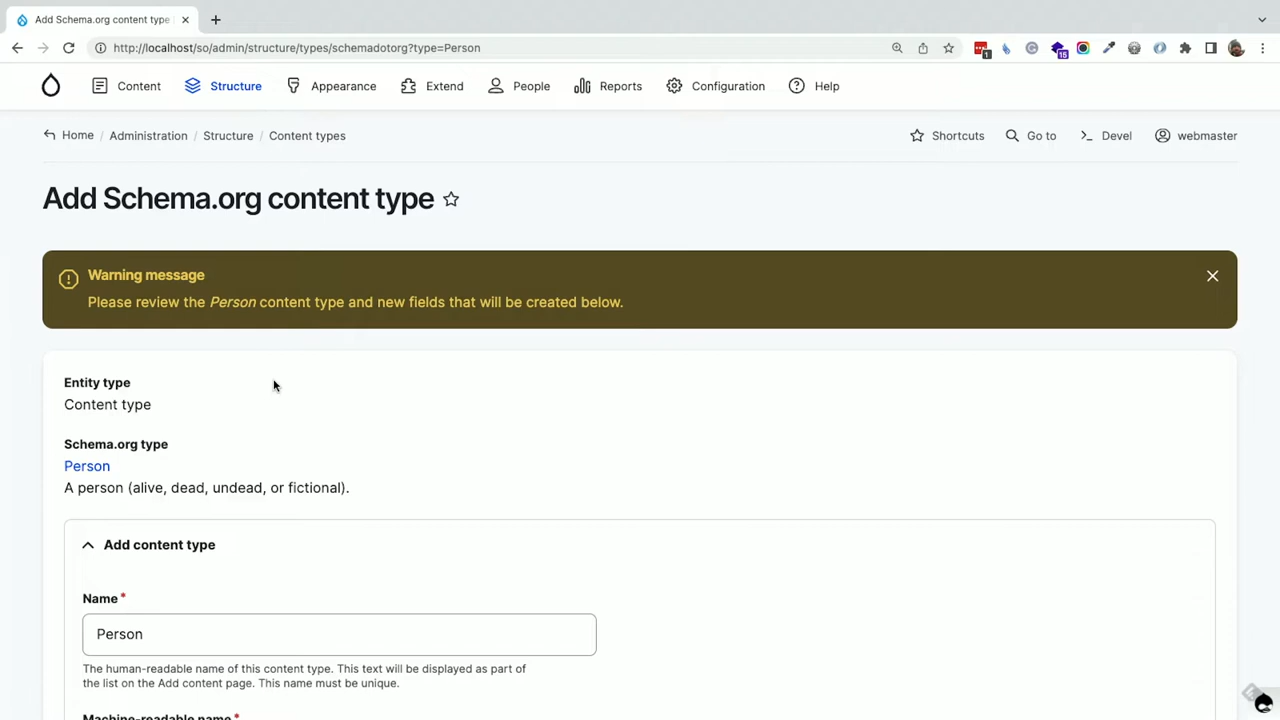 Add Schema.org content type
http://localhost/so/admin/structure/types/schemadotorg?type=Person
1
15
Content
Structure
Appearance
Extend
People
Reports
Configuration
Help
Home / Administration / Structure / Content types
Shortcuts
Go to
Devel
webmaster
Add Schema.org content type
Warning message
Please review the Person content type and new fields that will be created below.
Entity type
Content type
Schema.org type
Person
A person (alive, dead, undead, or fictional).
Add content type
Name *
Person
The human-readable name of this content type. This text will be displayed as part of
the list on the Add content page. This name must be unique.
Machine-readable name *